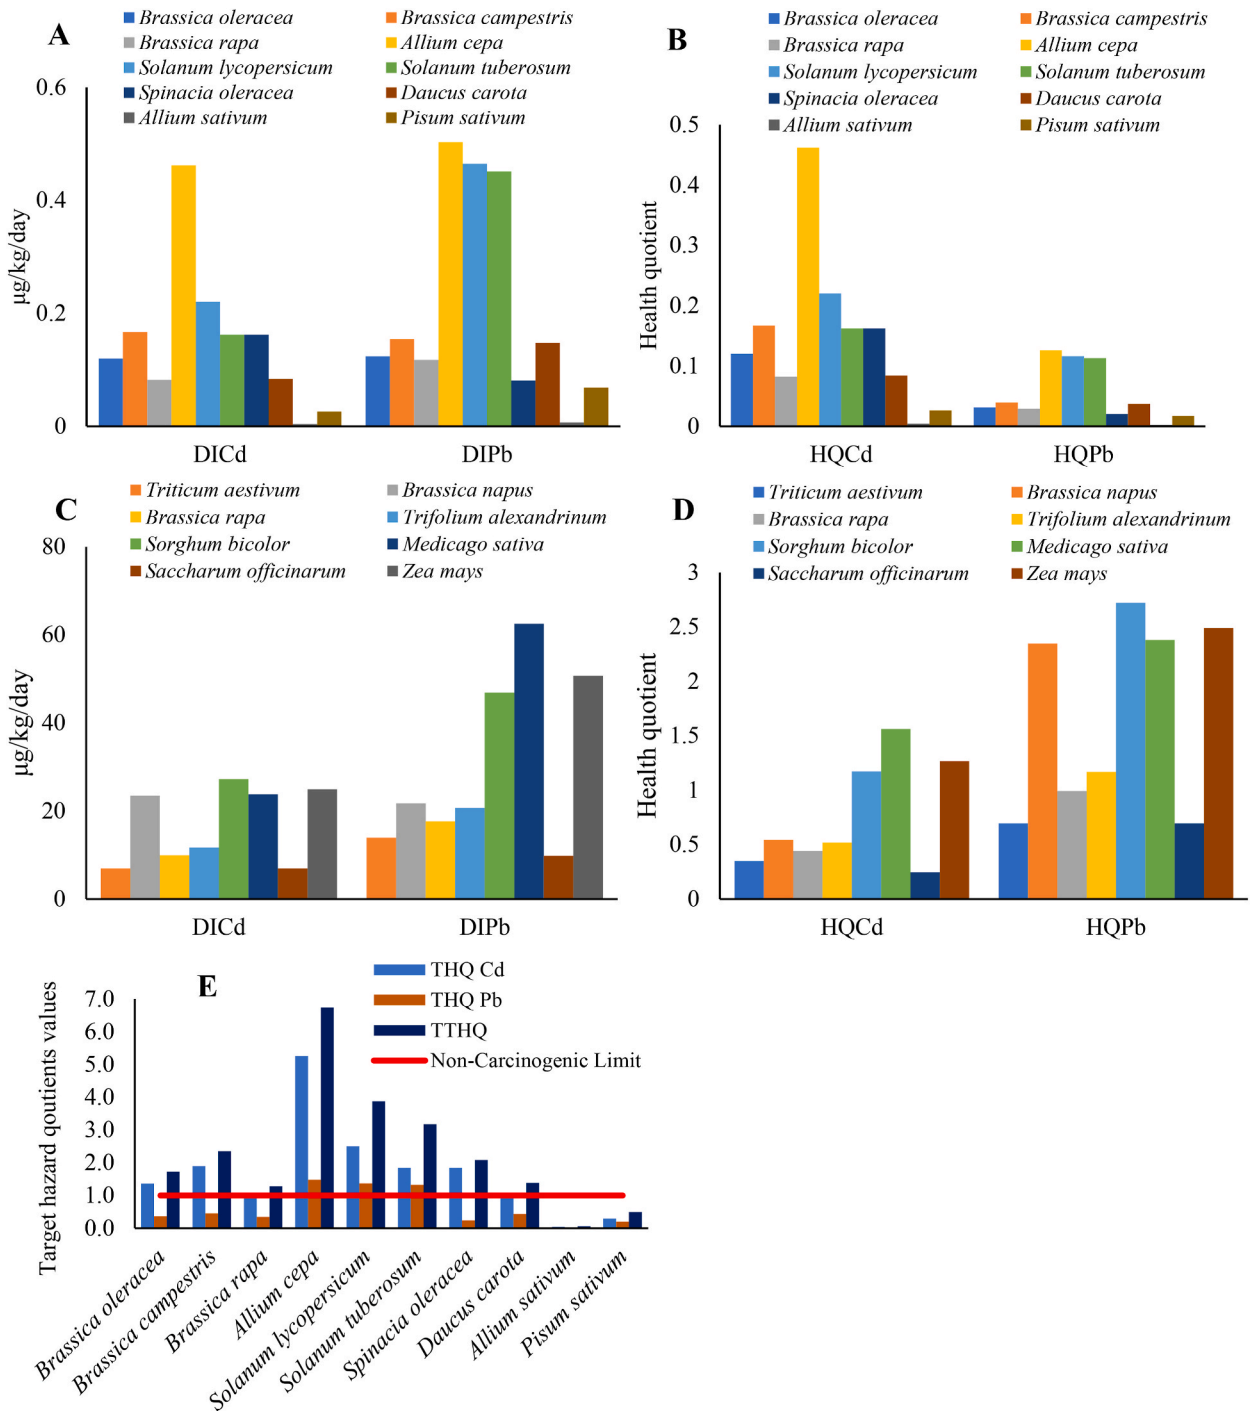 A
Brassica oleracea
Brassica campestris
Brassica rapa
Allium cepa
Solanum lycopersicum
Solanum tuberosum
Spinacia oleracea
Daucus carota
Allium sativum
Pisum sativum
µg/kg/day
0.6
0.4
0.2
0
DICd
DIPb
B
Brassica oleracea
Brassica campestris
Brassica rapa
Allium cepa
Solanum lycopersicum
Solanum tuberosum
Spinacia oleracea
Daucus carota
Allium sativum
Pisum sativum
Health quotient
0.5
0.4
0.3
0.2
0.1
0
HQCd
HQPb
C
Triticum aestivum
Brassica napus
Brassica rapa
Trifolium alexandrinum
Sorghum bicolor
Medicago sativa
Saccharum officinarum
Zea mays
µg/kg/day
80
60
40
20
0
DICd
DIPb
D
Triticum aestivum
Brassica napus
Brassica rapa
Trifolium alexandrinum
Sorghum bicolor
Medicago sativa
Saccharum officinarum
Zea mays
Health quotient
3
2.5
2
1.5
1
0.5
0
HQCd
HQPb
E
THQ Cd
THQ Pb
TTHQ
Non-Carcinogenic Limit
Target hazard qoutients values
7.0
6.0
5.0
4.0
3.0
2.0
1.0
0.0
Brassica oleracea
Brassica campestris
Brassica rapa
Allium cepa
Solanum lycopersicum
Solanum tuberosum
Spinacia oleracea
Daucus carota
Allium sativum
Pisum sativum